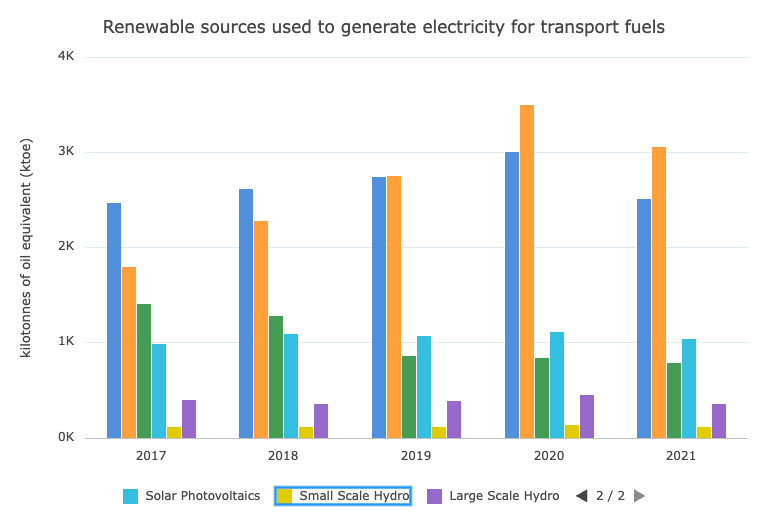 Renewable sources used to generate electricity for transport fuels
4K
3K
2K
1K
0K
kilotonnes of oil equivalent (ktoe)
2017 2018 2019 2020 2021
Solar Photovoltaics Small Scale Hydro Large Scale Hydro 2 / 2